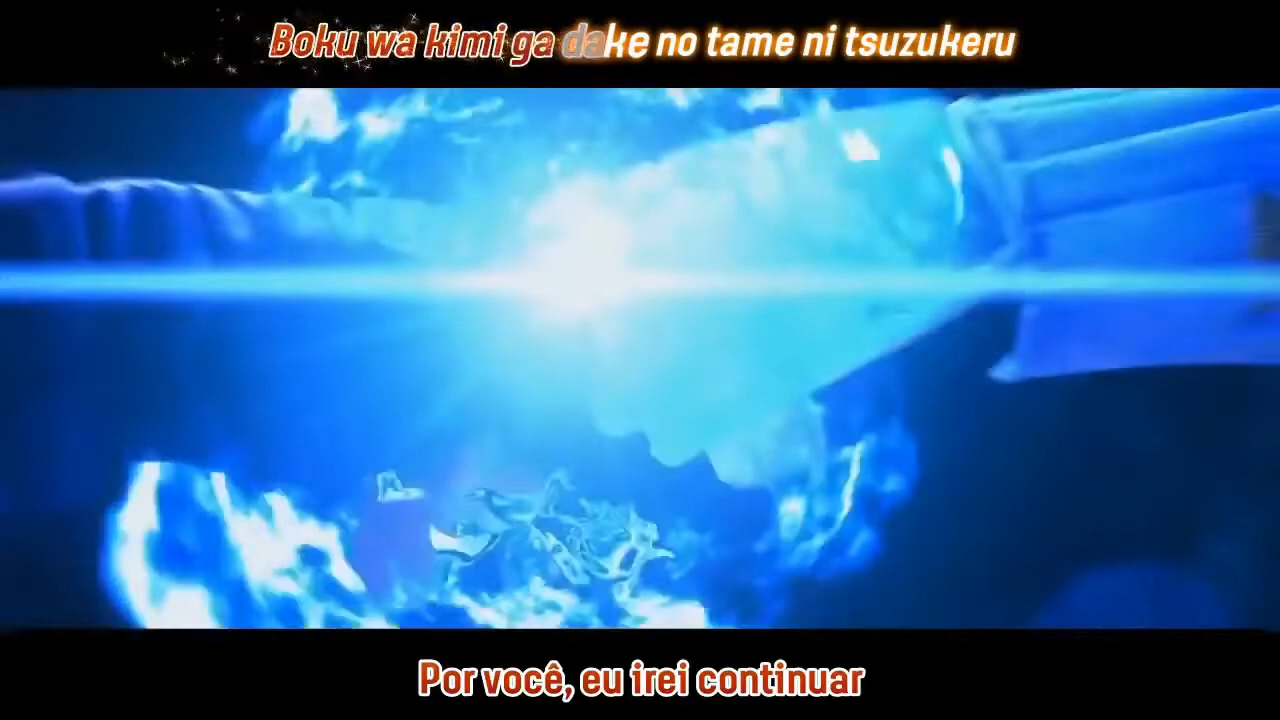 Boku wa kimi ga dake no tame ni tsuzukeru
Por você, eu irei continuar